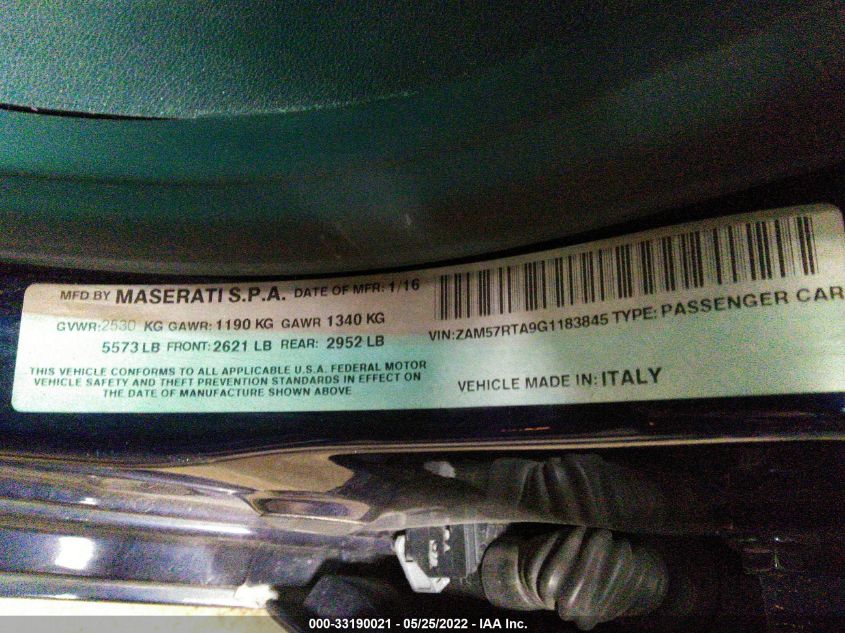 MFD BY MASERATI S.P.A. DATE OF MFR: 1/16
GVWR:2530 KG GAWR: 1190 KG GAWR 1340 KG
5573 LB FRONT: 2621 LB REAR: 2952 LB
THIS VEHICLE CONFORMS TO ALL APPLICABLE U.S.A. FEDERAL MOTOR
VEHICLE SAFETY AND THEFT PREVENTION STANDARDS IN EFFECT ON
THE DATE OF MANUFACTURE SHOWN ABOVE
VIN:ZAM57RTA9G1183845 TYPE: PASSENGER CAR
VEHICLE MADE IN: ITALY
000-33190021 - 05/25/2022 - IAA Inc.